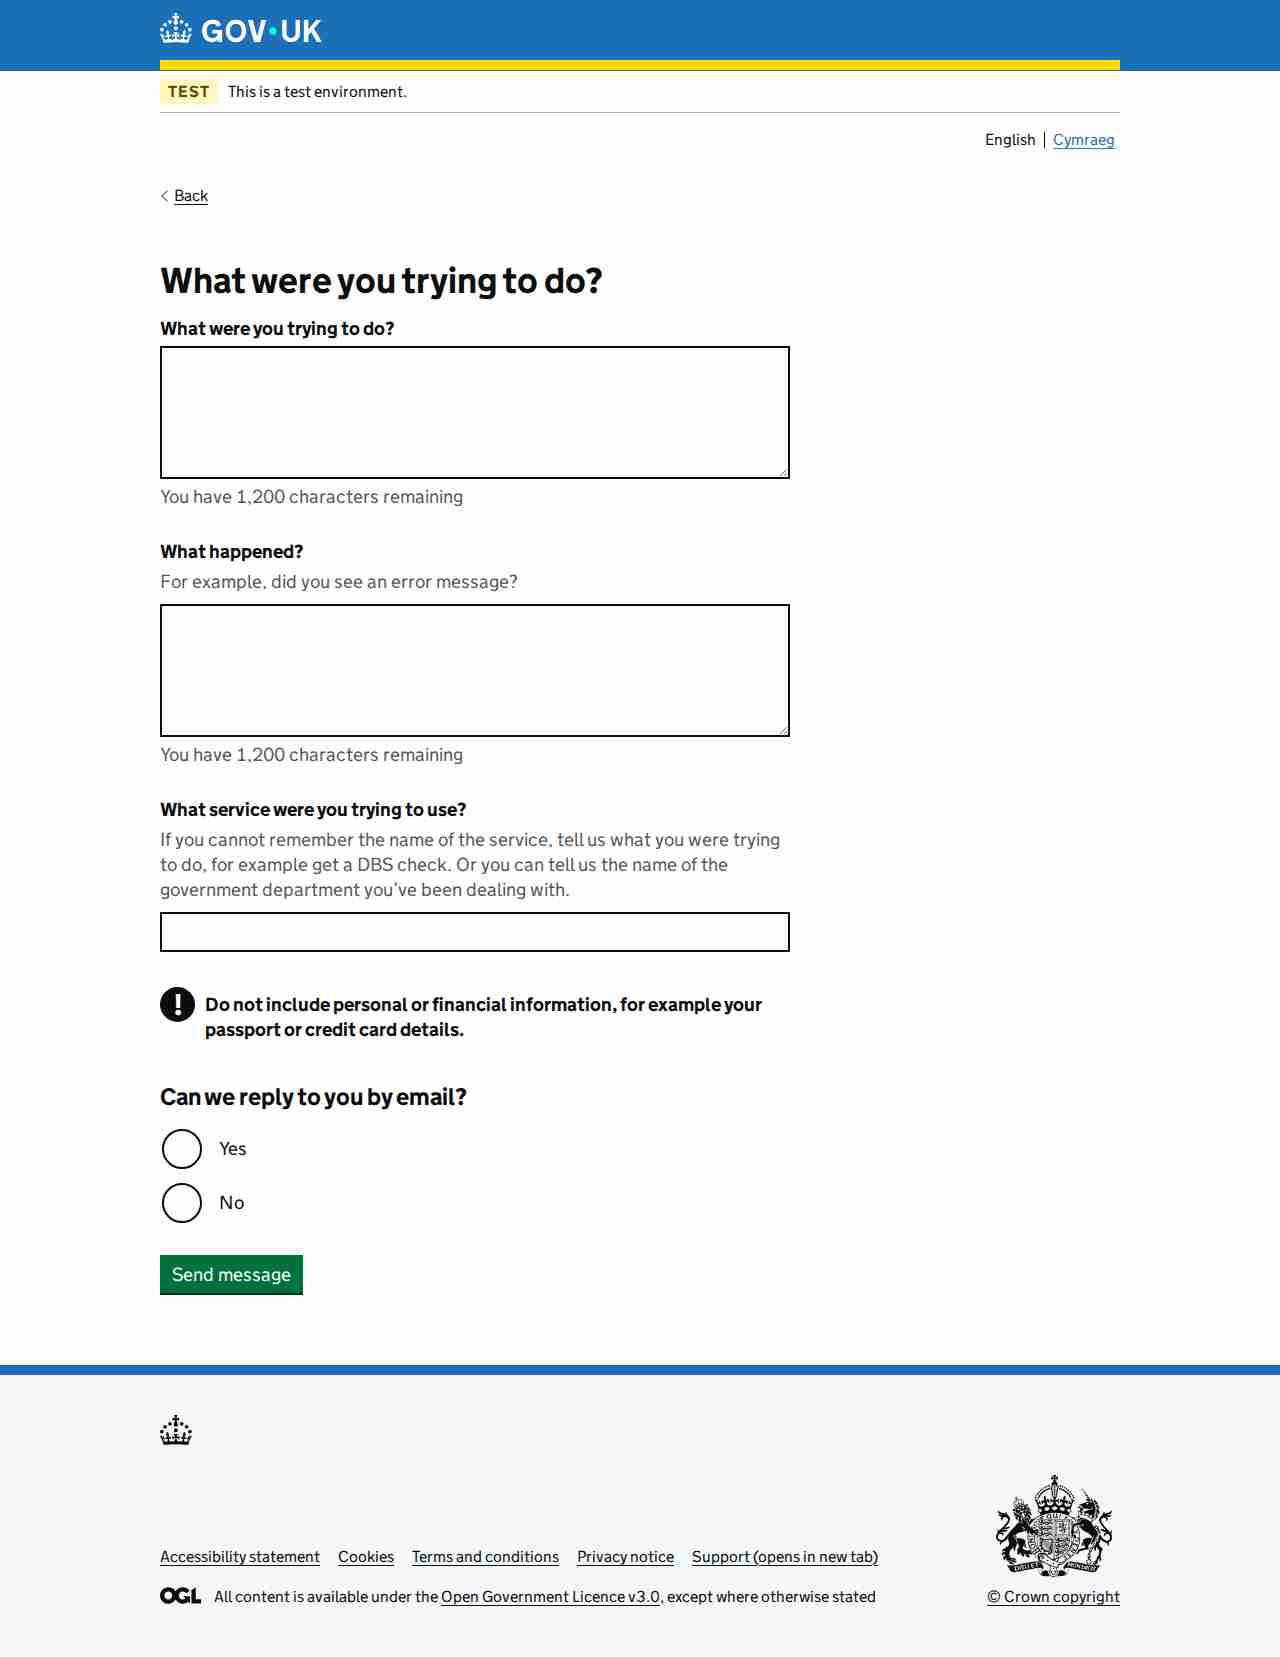 GOV.UK
TEST This is a test environment.
English Cymraeg
Back
What were you trying to do?
What were you trying to do?
You have 1,200 characters remaining
What happened?
For example, did you see an error message?
You have 1,200 characters remaining
What service were you trying to use?
If you cannot remember the name of the service, tell us what you were trying
to do, for example get a DBS check. Or you can tell us the name of the
government department you’ve been dealing with.
! Do not include personal or financial information, for example your
passport or credit card details.
Can we reply to you by email?
Yes
No
Send message
Accessibility statement Cookies Terms and conditions Privacy notice Support (opens in new tab)
OGL All content is available under the Open Government Licence v3.0, except where otherwise stated
© Crown copyright